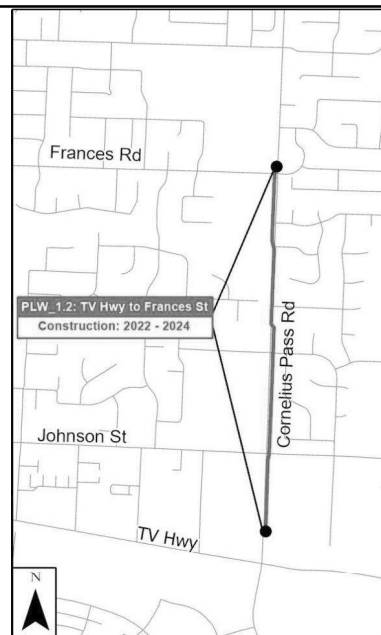 Frances Rd
PLW_1.2: TV Hwy to Frances St
Construction: 2022 - 2024
Cornelius Pass Rd
Johnson St
TV Hwy
N